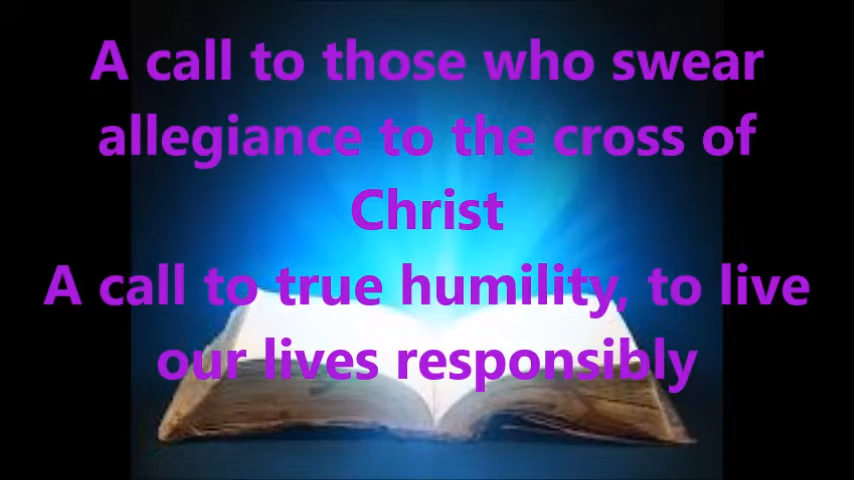 A call to those who swear
allegiance to the cross of
Christ
A call to true humility, to live
our lives responsibly